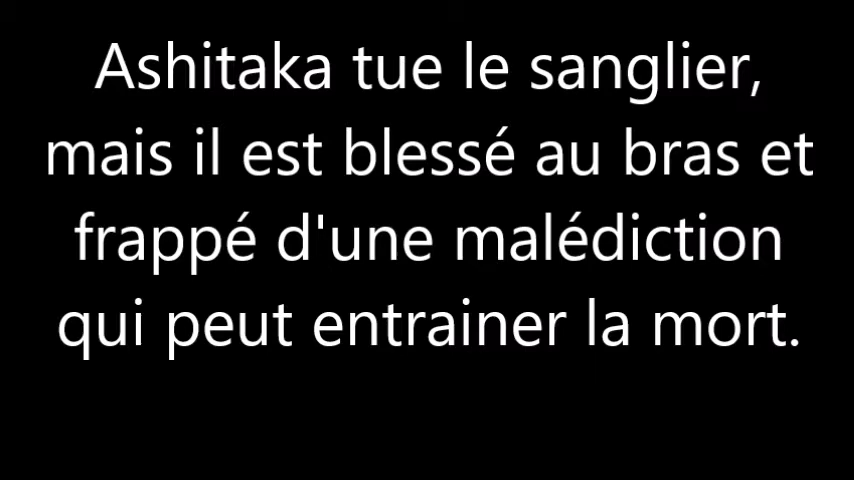 Ashitaka tue le sanglier,
mais il est blessé au bras et
frappé d'une malédiction
qui peut entrainer la mort.